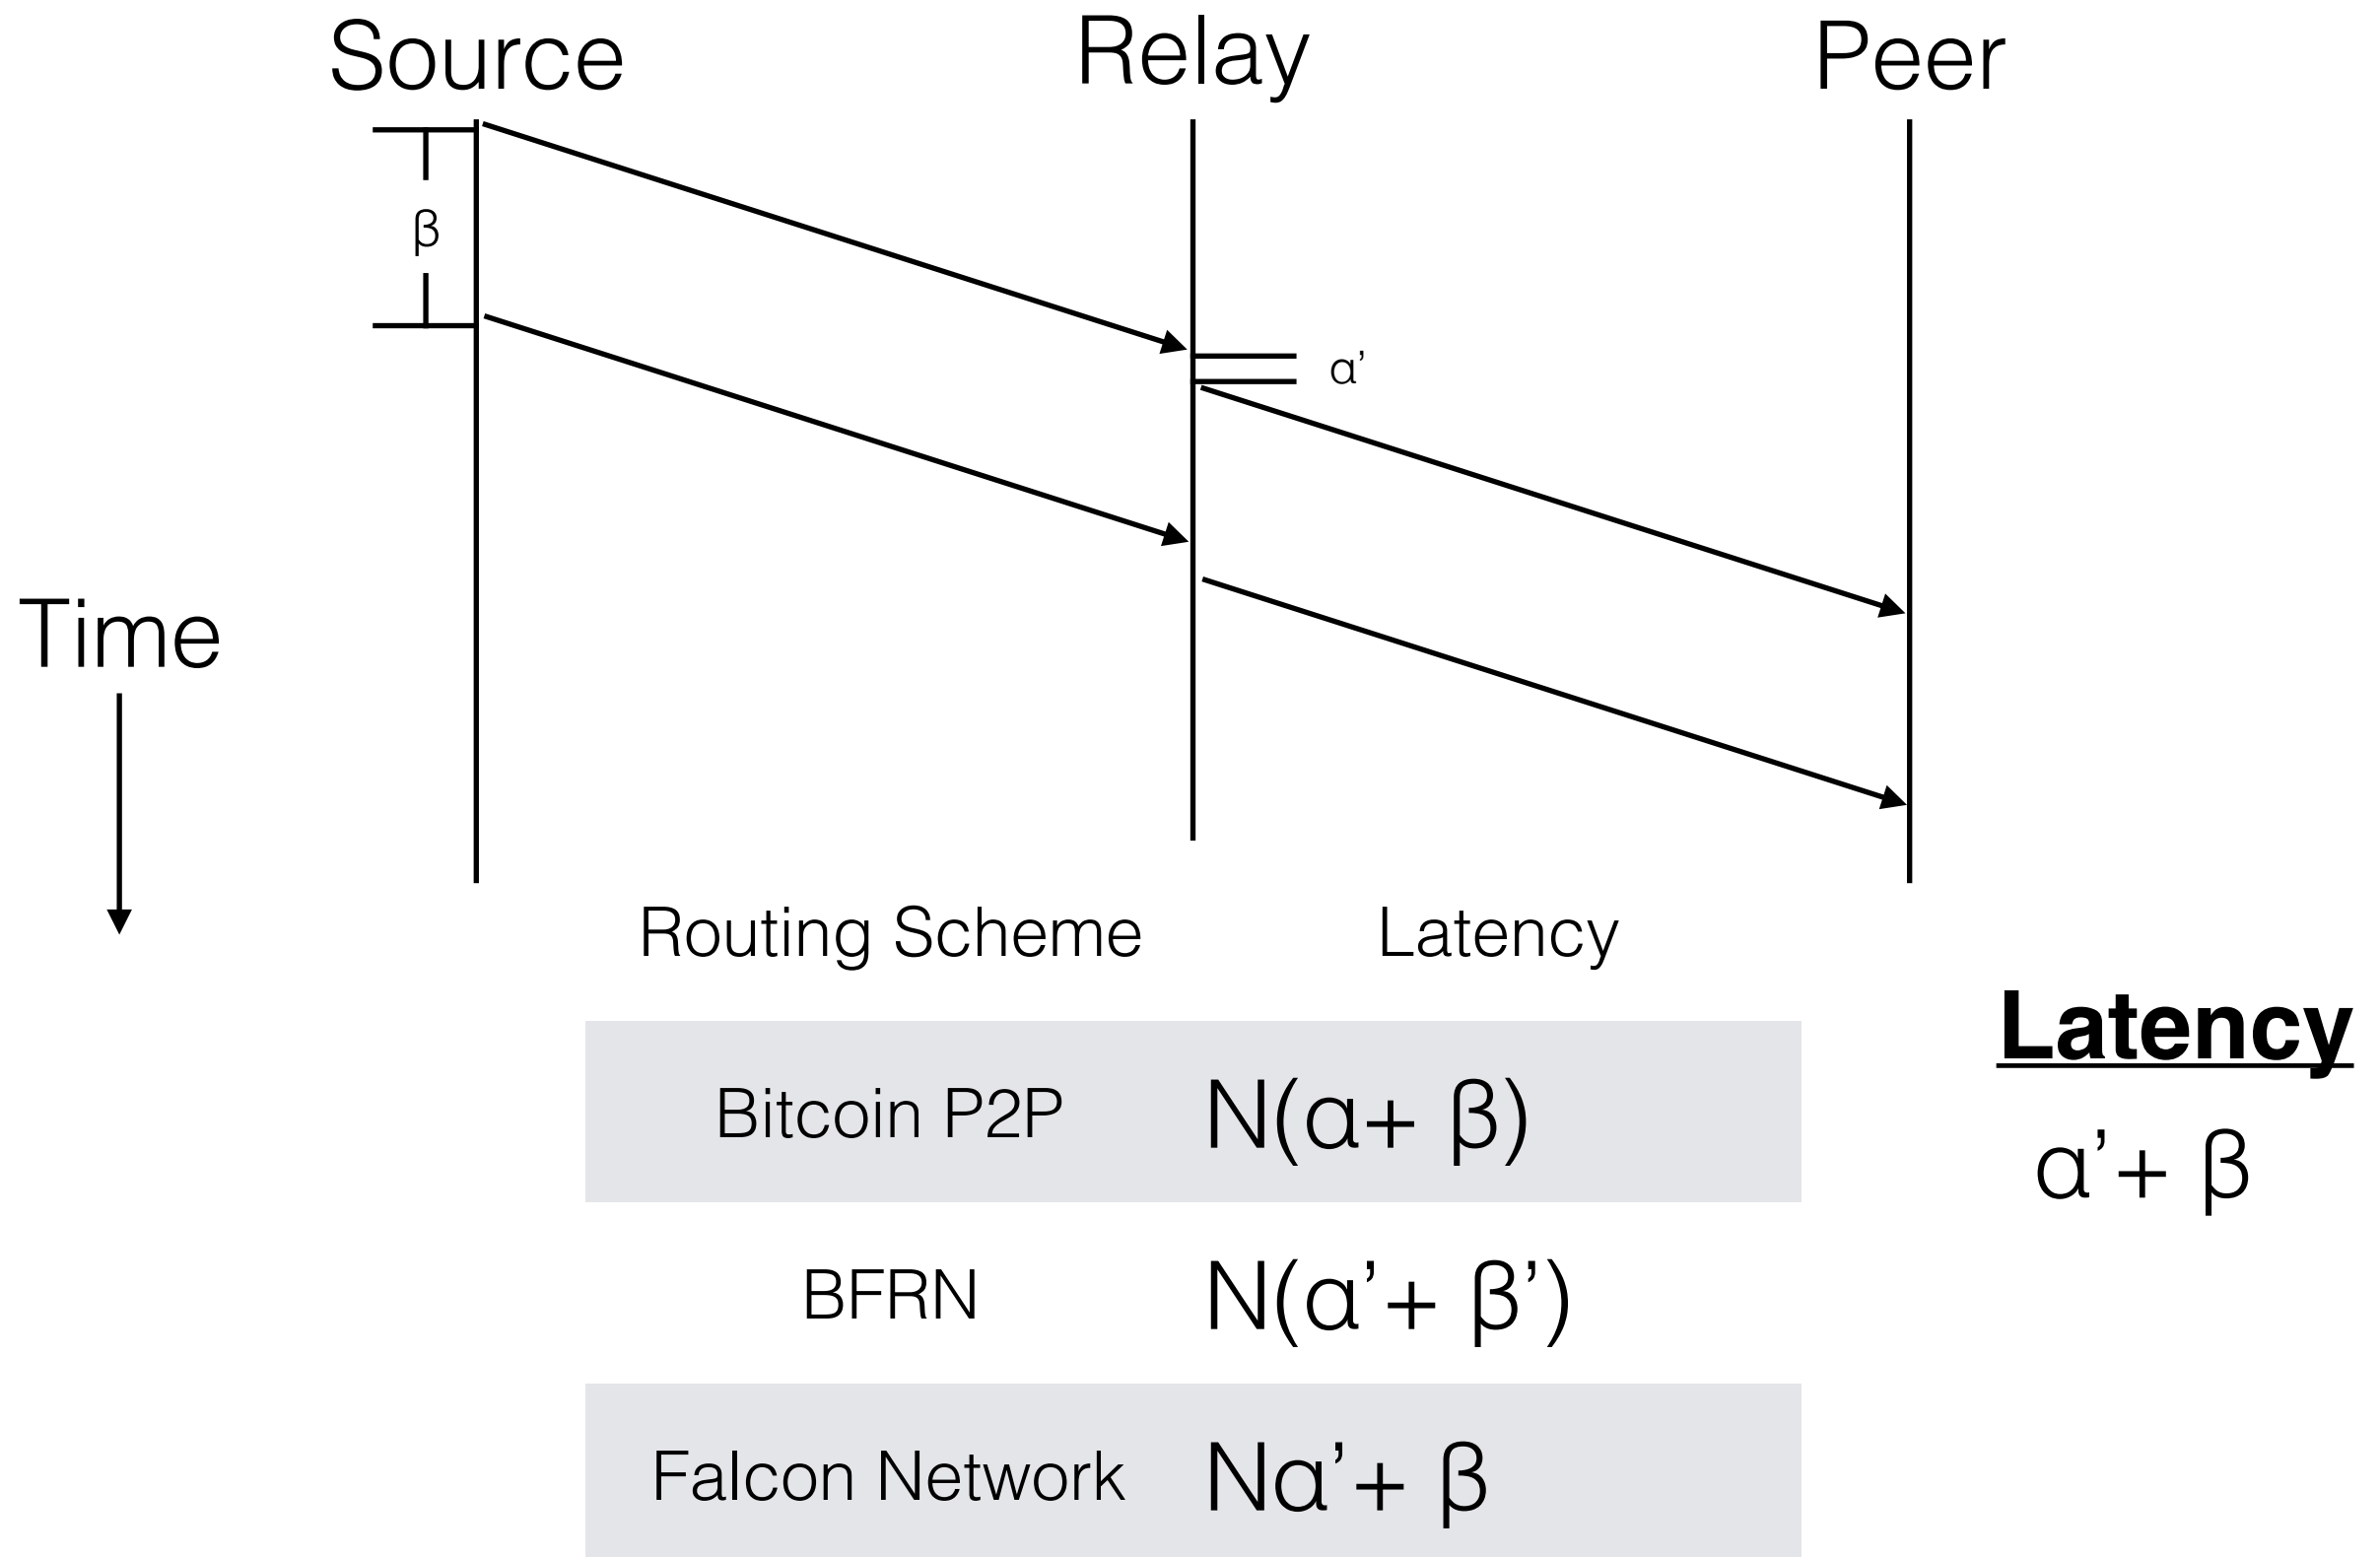 Source
Relay
Peer
β
α’
Time
Routing Scheme
Latency
Bitcoin P2P
N(α+ β)
BFRN
N(α’+ β’)
Falcon Network
Nα’+ β
Latency
α’+ β